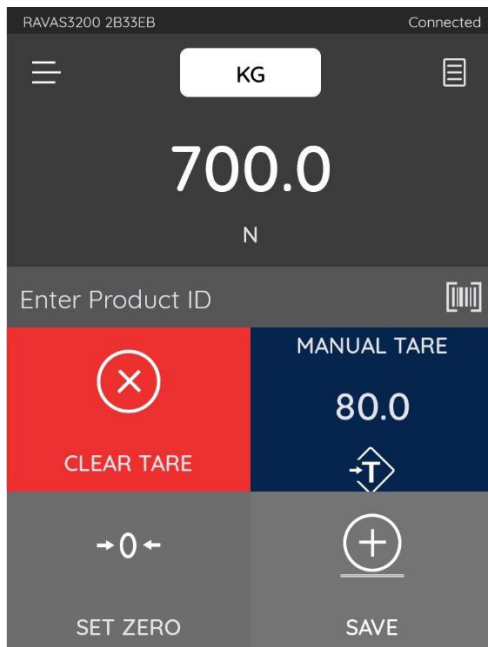 RAVAS3200 2B33EB Connected
KG
700.0
N
Enter Product ID
MANUAL TARE
80.0
T
CLEAR TARE
→0←
SET ZERO
SAVE